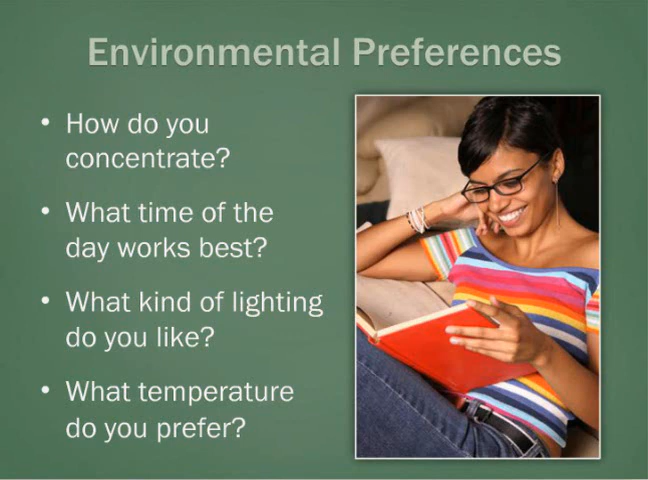 Environmental Preferences
• How do you
concentrate?
• What time of the
day works best?
• What kind of lighting
do you like?
• What temperature
do you prefer?